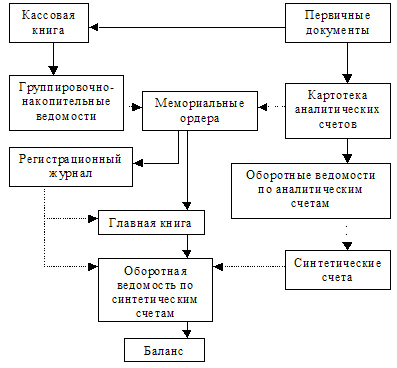 Кассовая
книга
Первичные
документы
Группировочно-
накопительные
ведомости
Мемориальные
ордера
Картотека
аналитических
счетов
Регистрационный
журнал
Оборотные ведомости
по аналитическим
счетам
Главная книга
Оборотная
ведомость по
синтетическим
счетам
Синтетические
счета
Баланс